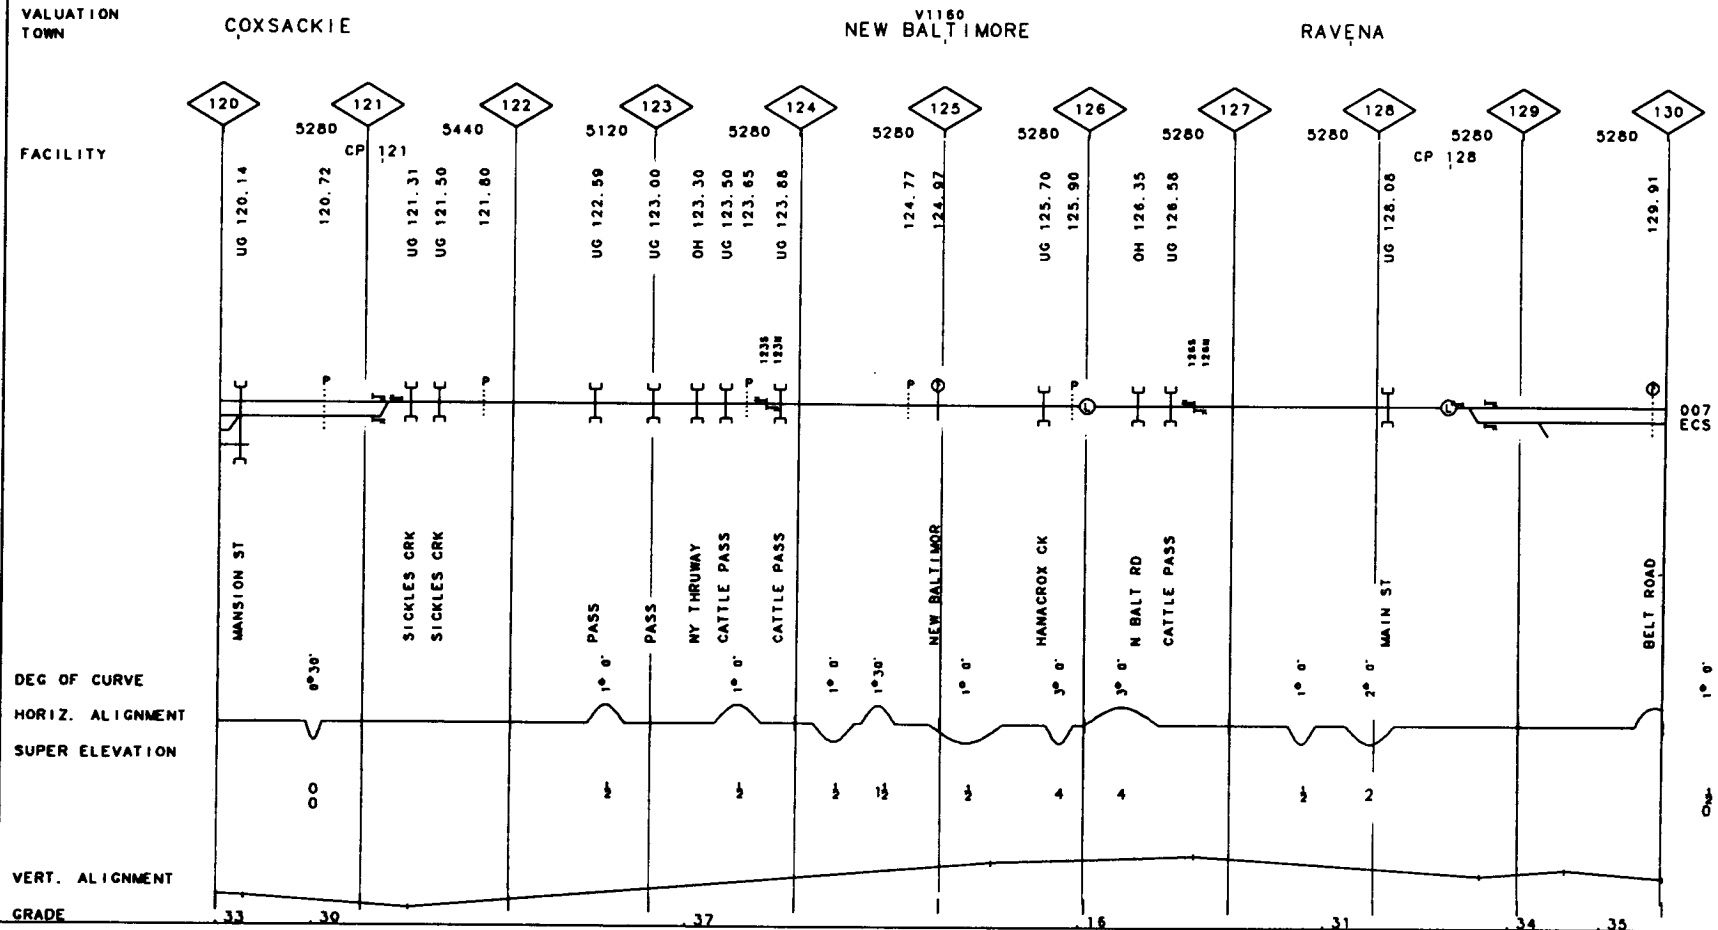 VALUATION
TOWN
COXSACKIE
V1160
NEW BALTIMORE
RAVENA
120 121 122 123 124 125 126 127 128 129 130
5280 5440 5120 5280 5280 5280 5280 5280 5280 5280
FACILITY
CP 121
CP 128
UG 120.14
120.72
UG 121.31
UG 121.50
121.80
UG 122.59
UG 123.00
OH 123.30
UG 123.50
123.65
UG 123.88
124.77
124.97
UG 125.70
125.90
OH 126.35
UG 126.58
UG 128.08
129.91
123S
123N
126S
126N
P P P P P
L L
007
ECS
MANSION ST
SICKLES CRK
SICKLES CRK
PASS
PASS
NY THRUWAY
CATTLE PASS
CATTLE PASS
NEW BALTIMOR
HANACROX CK
N BALT RD
CATTLE PASS
MAIN ST
BELT ROAD
DEG OF CURVE
0°30' 1° 0' 1° 0' 1° 0' 1°30' 1° 0' 3° 0' 3° 0' 1° 0' 2° 0' 1° 0'
HORIZ. ALIGNMENT
SUPER ELEVATION
0
0
½ ½ ½ 1½ ½ 4 4 ½ 2
VERT. ALIGNMENT
GRADE
.33 .30 .37 .16 .31 .34 .35